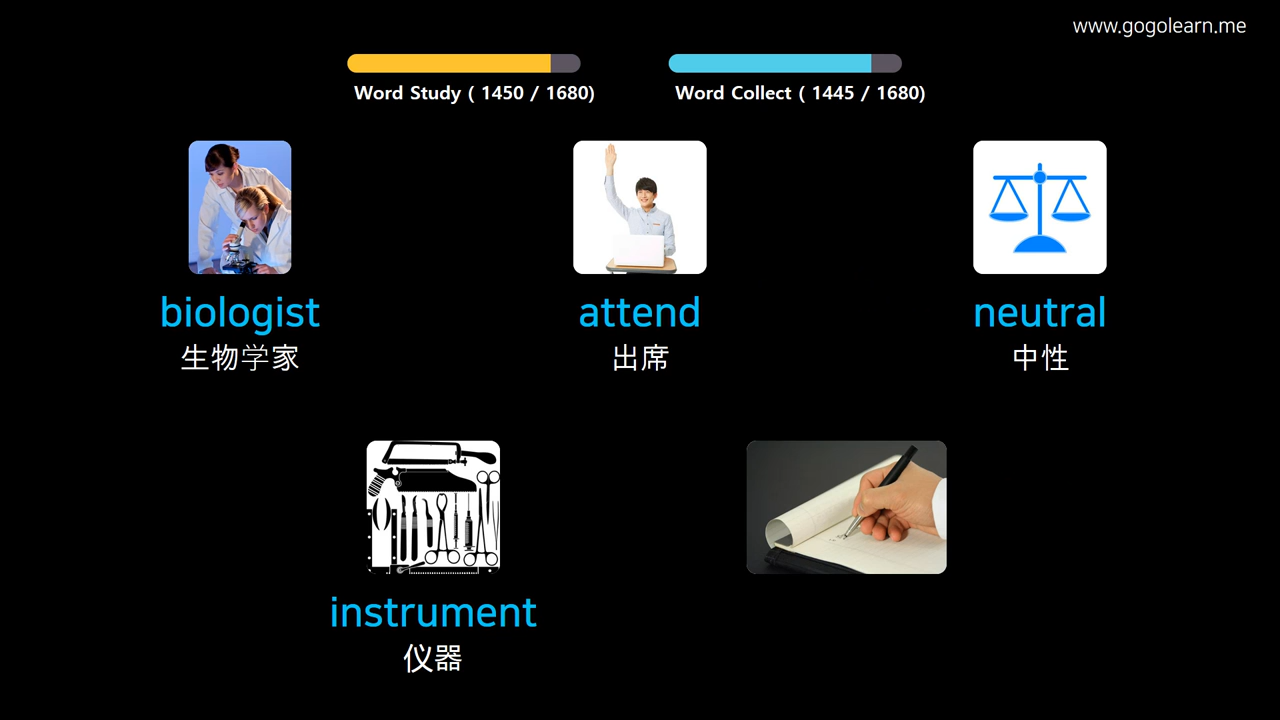 www.gogolearn.me
Word Study ( 1450 / 1680)
Word Collect ( 1445 / 1680)
biologist
生物学家
attend
出席
neutral
中性
instrument
仪器